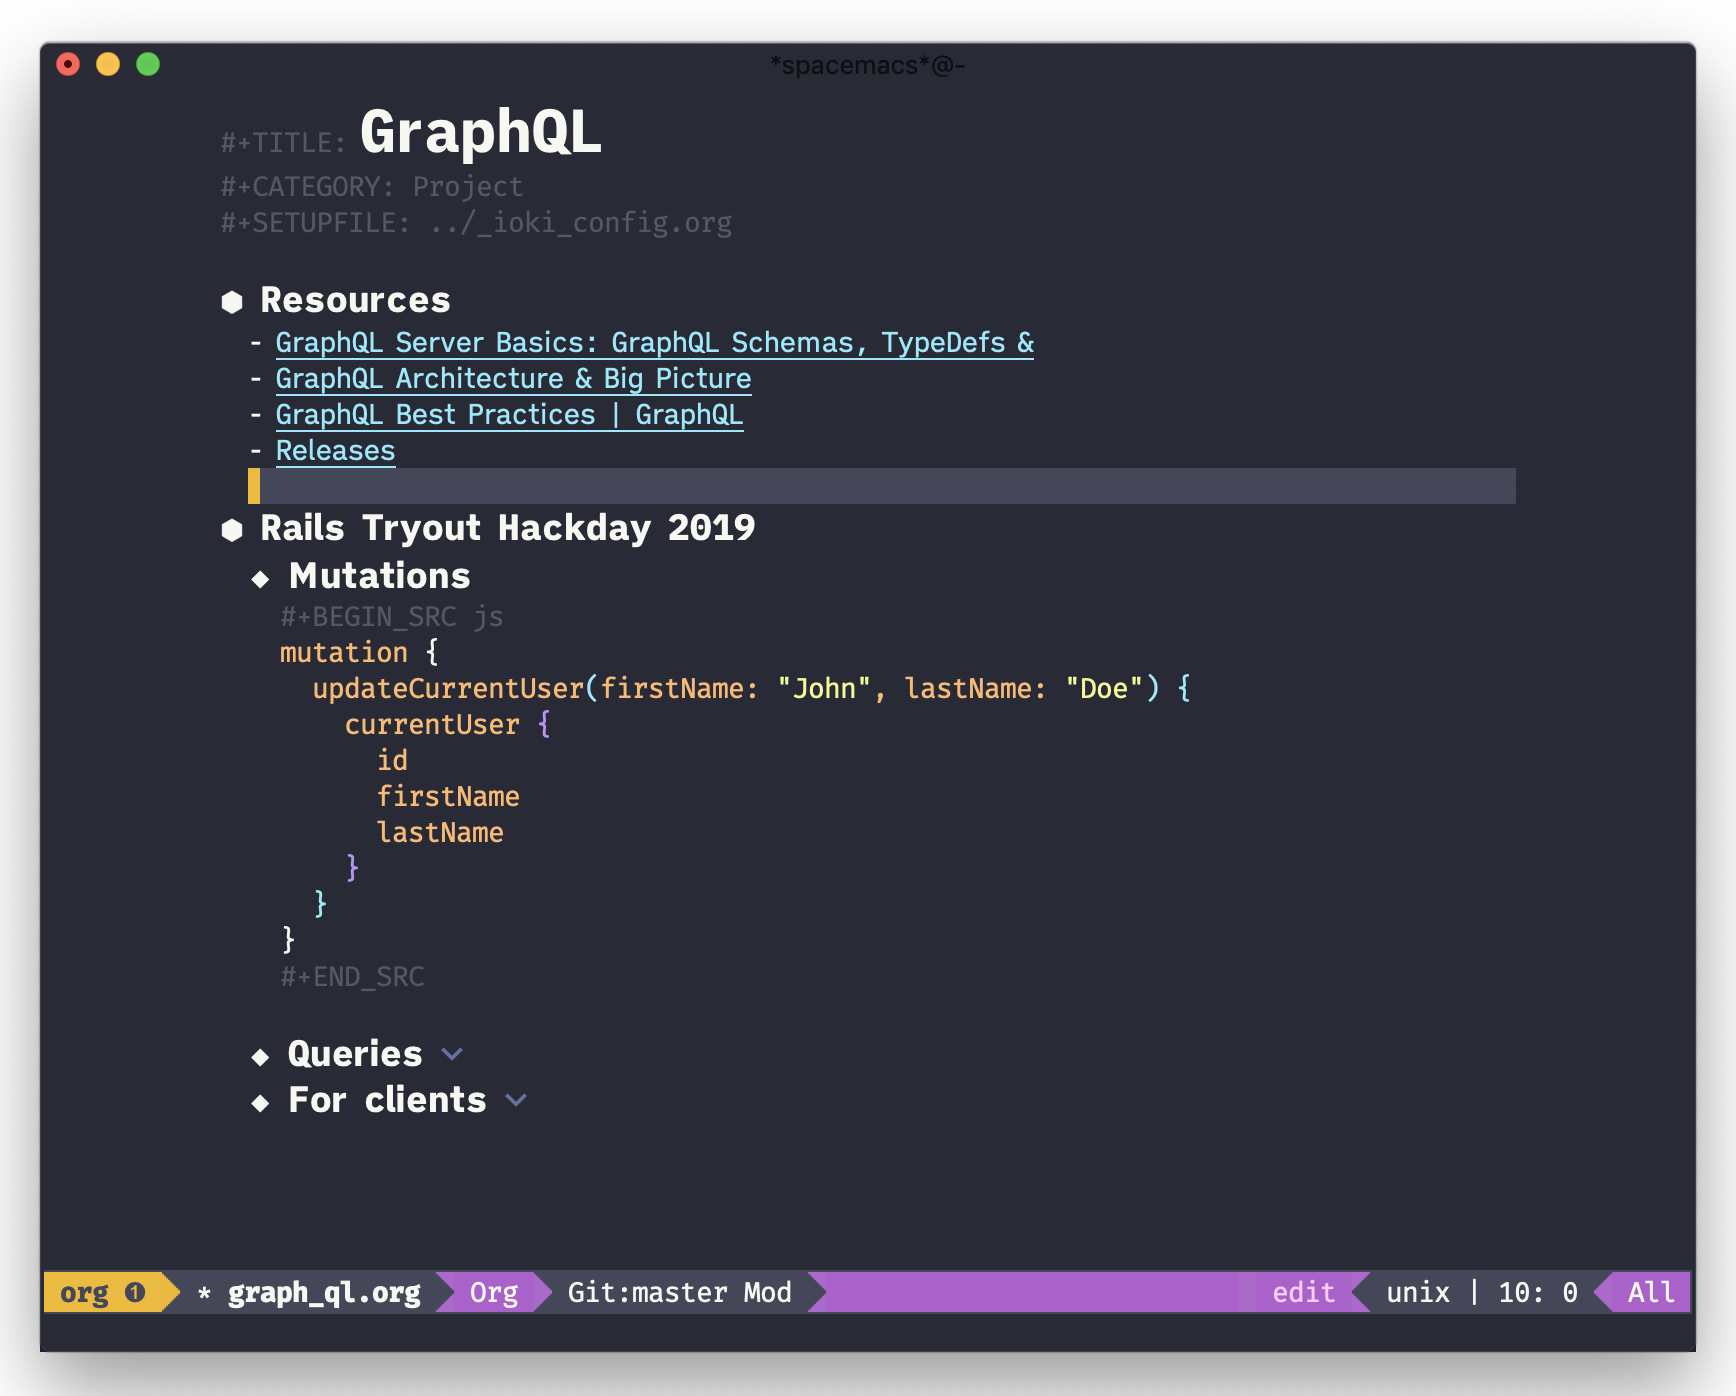 *spacemacs*@-
#+TITLE: GraphQL
#+CATEGORY: Project
#+SETUPFILE: ../_ioki_config.org
⬢ Resources
- GraphQL Server Basics: GraphQL Schemas, TypeDefs &
- GraphQL Architecture & Big Picture
- GraphQL Best Practices | GraphQL
- Releases
⬢ Rails Tryout Hackday 2019
◆ Mutations
#+BEGIN_SRC js
mutation {
  updateCurrentUser(firstName: "John", lastName: "Doe") {
    currentUser {
      id
      firstName
      lastName
    }
  }
}
#+END_SRC
◆ Queries
◆ For clients
org ❶ * graph_ql.org Org Git:master Mod edit unix | 10: 0 All